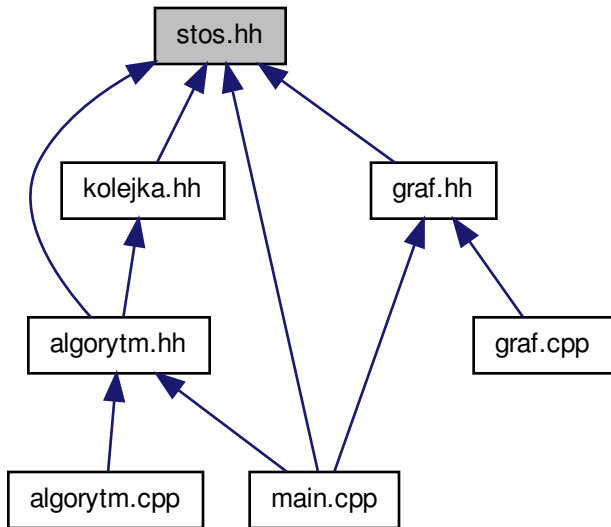 stos.hh
kolejka.hh
graf.hh
algorytm.hh
graf.cpp
algorytm.cpp
main.cpp